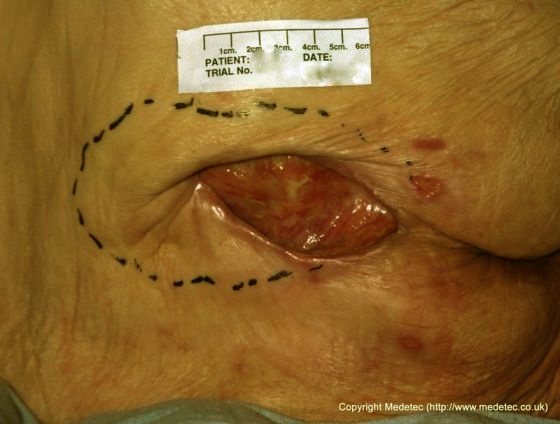 1cm. 2cm. 3cm. 4cm. 5cm. 6cm
PATIENT: DATE:
TRIAL No.
Copyright Medetec (http://www.medetec.co.uk)